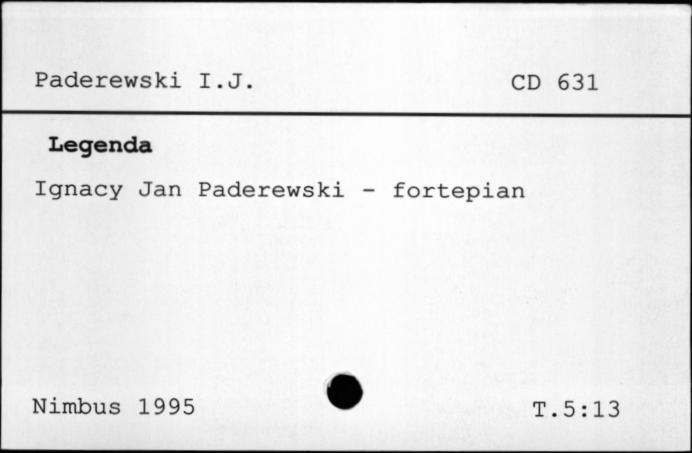 Paderewski I.J. CD 631
Legenda
Ignacy Jan Paderewski - fortepian
Nimbus 1995 T.5:13